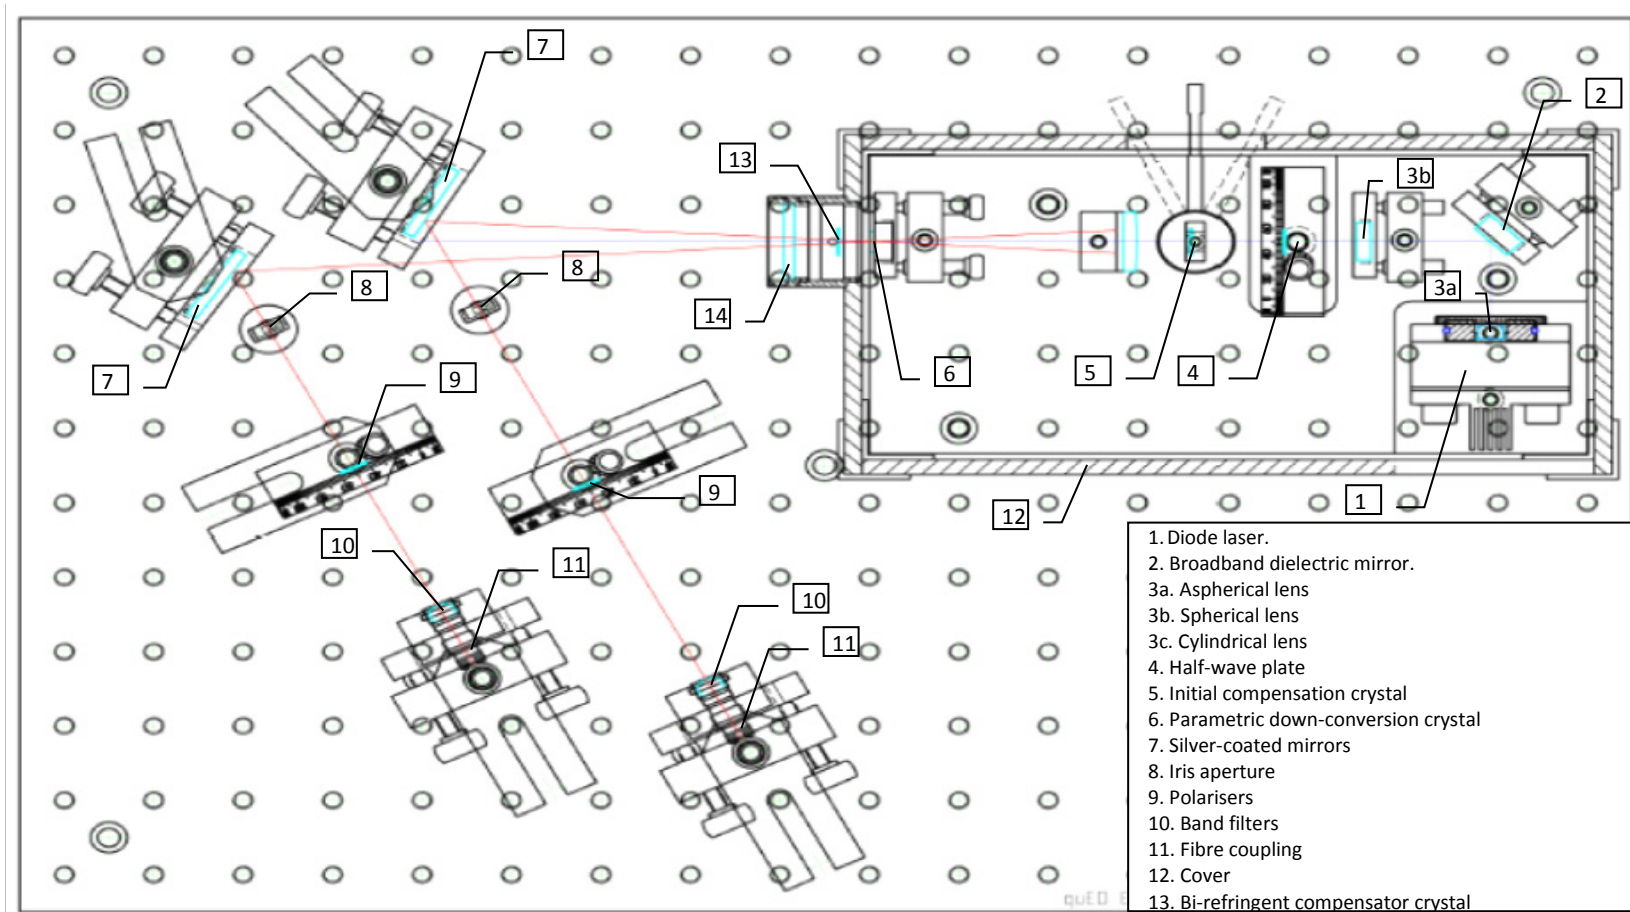 7
2
13
3b
8
3a
8
14
7
6
5
4
9
9
1
12
10
11
10
11
1. Diode laser.
2. Broadband dielectric mirror.
3a. Aspherical lens
3b. Spherical lens
3c. Cylindrical lens
4. Half-wave plate
5. Initial compensation crystal
6. Parametric down-conversion crystal
7. Silver-coated mirrors
8. Iris aperture
9. Polarisers
10. Band filters
11. Fibre coupling
12. Cover
13. Bi-refringent compensator crystal
quED